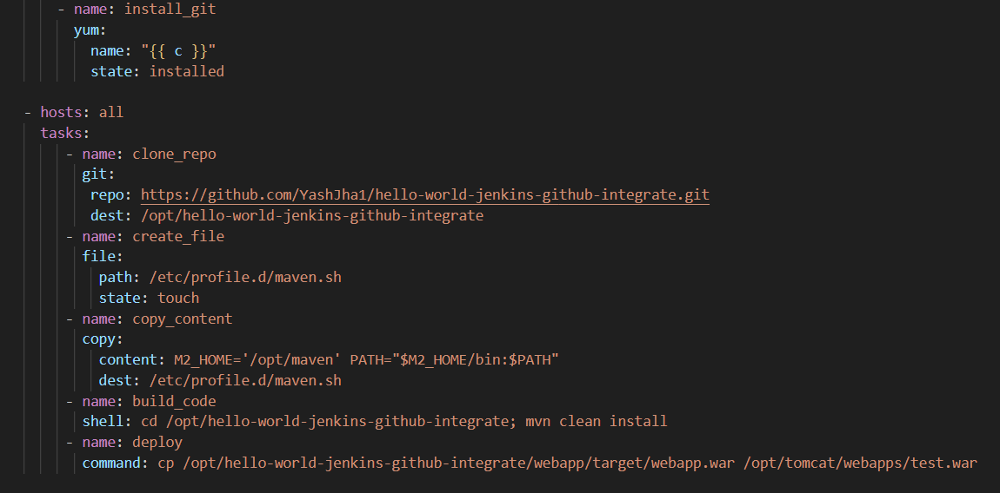 - name: install_git
yum:
name: "{{ c }}"
state: installed
- hosts: all
tasks:
- name: clone_repo
git:
repo: https://github.com/YashJha1/hello-world-jenkins-github-integrate.git
dest: /opt/hello-world-jenkins-github-integrate
- name: create_file
file:
path: /etc/profile.d/maven.sh
state: touch
- name: copy_content
copy:
content: M2_HOME='/opt/maven' PATH="$M2_HOME/bin:$PATH"
dest: /etc/profile.d/maven.sh
- name: build_code
shell: cd /opt/hello-world-jenkins-github-integrate; mvn clean install
- name: deploy
command: cp /opt/hello-world-jenkins-github-integrate/webapp/target/webapp.war /opt/tomcat/webapps/test.war